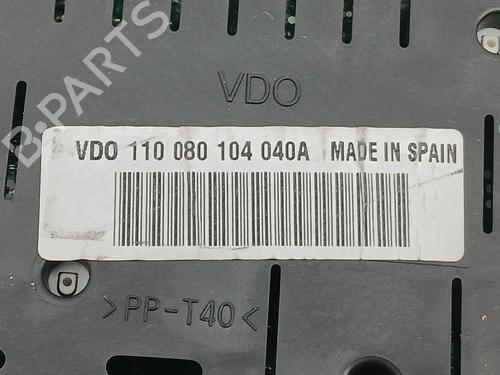 B-PARTS
VDO
VDO 110 080 104 040A MADE IN SPAIN
>PP-T40<